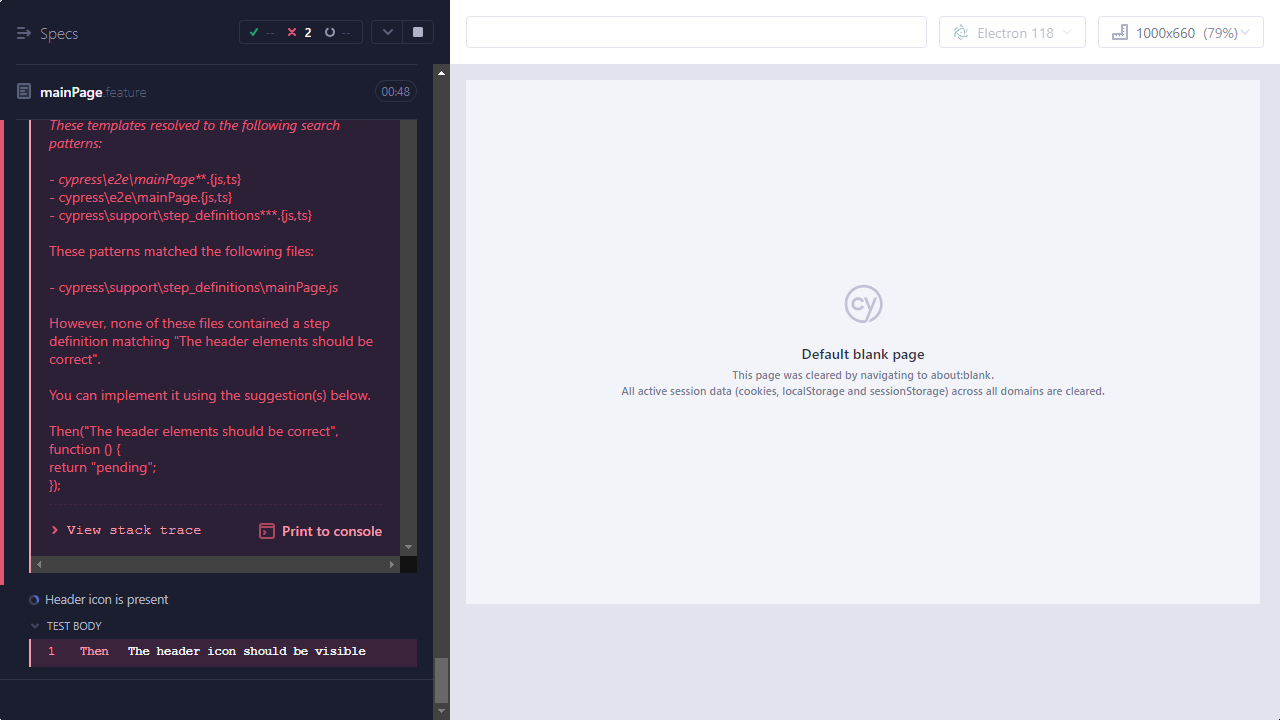 Specs
-- 2 --
Electron 118
1000x660 (79%)
mainPage.feature
00:48
These templates resolved to the following search
patterns:
- cypress\e2e\mainPage**.{js,ts}
- cypress\e2e\mainPage.{js,ts}
- cypress\support\step_definitions***.{js,ts}
These patterns matched the following files:
- cypress\support\step_definitions\mainPage.js
However, none of these files contained a step
definition matching "The header elements should be
correct".
You can implement it using the suggestion(s) below.
Then("The header elements should be correct",
function () {
return "pending";
});
View stack trace
Print to console
Header icon is present
TEST BODY
1 Then The header icon should be visible
cy
Default blank page
This page was cleared by navigating to about:blank.
All active session data (cookies, localStorage and sessionStorage) across all domains are cleared.